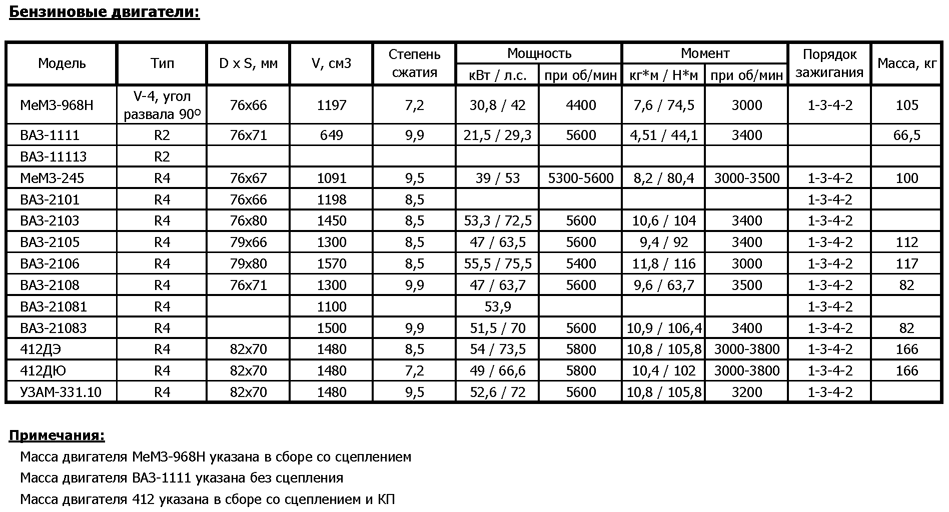 Бензиновые двигатели:
Модель Тип D x S, мм V, см3 Степень сжатия Мощность Момент Порядок зажигания Масса, кг
кВт / л.с. при об/мин кг*м / Н*м при об/мин
МеМЗ-968Н V-4, угол развала 90º 76x66 1197 7,2 30,8 / 42 4400 7,6 / 74,5 3000 1-3-4-2 105
ВАЗ-1111 R2 76x71 649 9,9 21,5 / 29,3 5600 4,51 / 44,1 3400 66,5
ВАЗ-11113 R2
МеМЗ-245 R4 76x67 1091 9,5 39 / 53 5300-5600 8,2 / 80,4 3000-3500 1-3-4-2 100
ВАЗ-2101 R4 76x66 1198 8,5 1-3-4-2
ВАЗ-2103 R4 76x80 1450 8,5 53,3 / 72,5 5600 10,6 / 104 3400 1-3-4-2
ВАЗ-2105 R4 79x66 1300 8,5 47 / 63,5 5600 9,4 / 92 3400 1-3-4-2 112
ВАЗ-2106 R4 79x80 1570 8,5 55,5 / 75,5 5400 11,8 / 116 3000 1-3-4-2 117
ВАЗ-2108 R4 76x71 1300 9,9 47 / 63,7 5600 9,6 / 63,7 3500 1-3-4-2 82
ВАЗ-21081 R4 1100 53,9 1-3-4-2
ВАЗ-21083 R4 1500 9,9 51,5 / 70 5600 10,9 / 106,4 3400 1-3-4-2 82
412ДЭ R4 82x70 1480 8,5 54 / 73,5 5800 10,8 / 105,8 3000-3800 1-3-4-2 166
412ДЮ R4 82x70 1480 7,2 49 / 66,6 5800 10,4 / 102 3000-3800 1-3-4-2 166
УЗАМ-331.10 R4 82x70 1480 9,5 52,6 / 72 5600 10,8 / 105,8 3200 1-3-4-2
Примечания:
Масса двигателя МеМЗ-968Н указана в сборе со сцеплением
Масса двигателя ВАЗ-1111 указана без сцепления
Масса двигателя 412 указана в сборе со сцеплением и КП